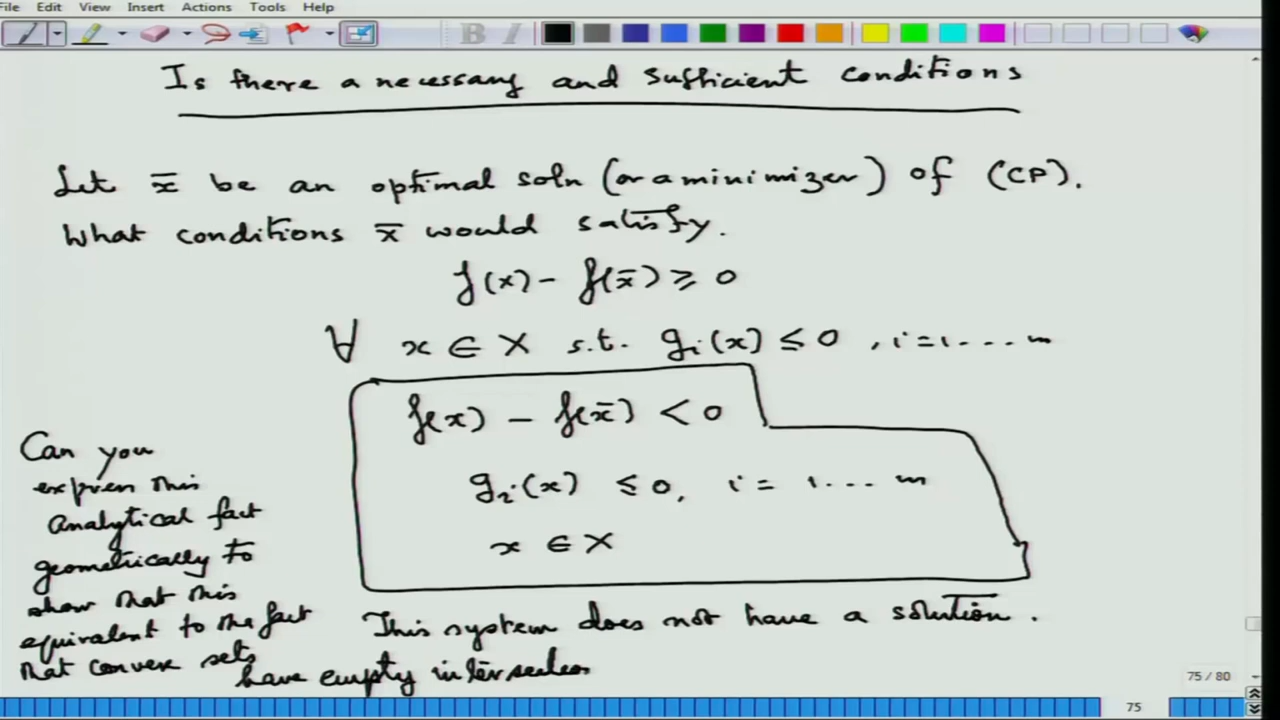 File Edit View Insert Actions Tools Help
Is there a necessary and sufficient conditions
Let x̄ be an optimal soln (or a minimizer) of (CP).
What conditions x̄ would satisfy.
f(x) - f(x̄) ≥ 0
∀ x ∈ X s.t. gi(x) ≤ 0, i = 1 . . . m
f(x) - f(x̄) < 0
gi(x) ≤ 0, i = 1 . . . m
x ∈ X
This system does not have a solution.
Can you
express this
analytical fact
geometrically to
show that this
equivalent to the fact
that convex sets
have empty intersection
75 / 80
75